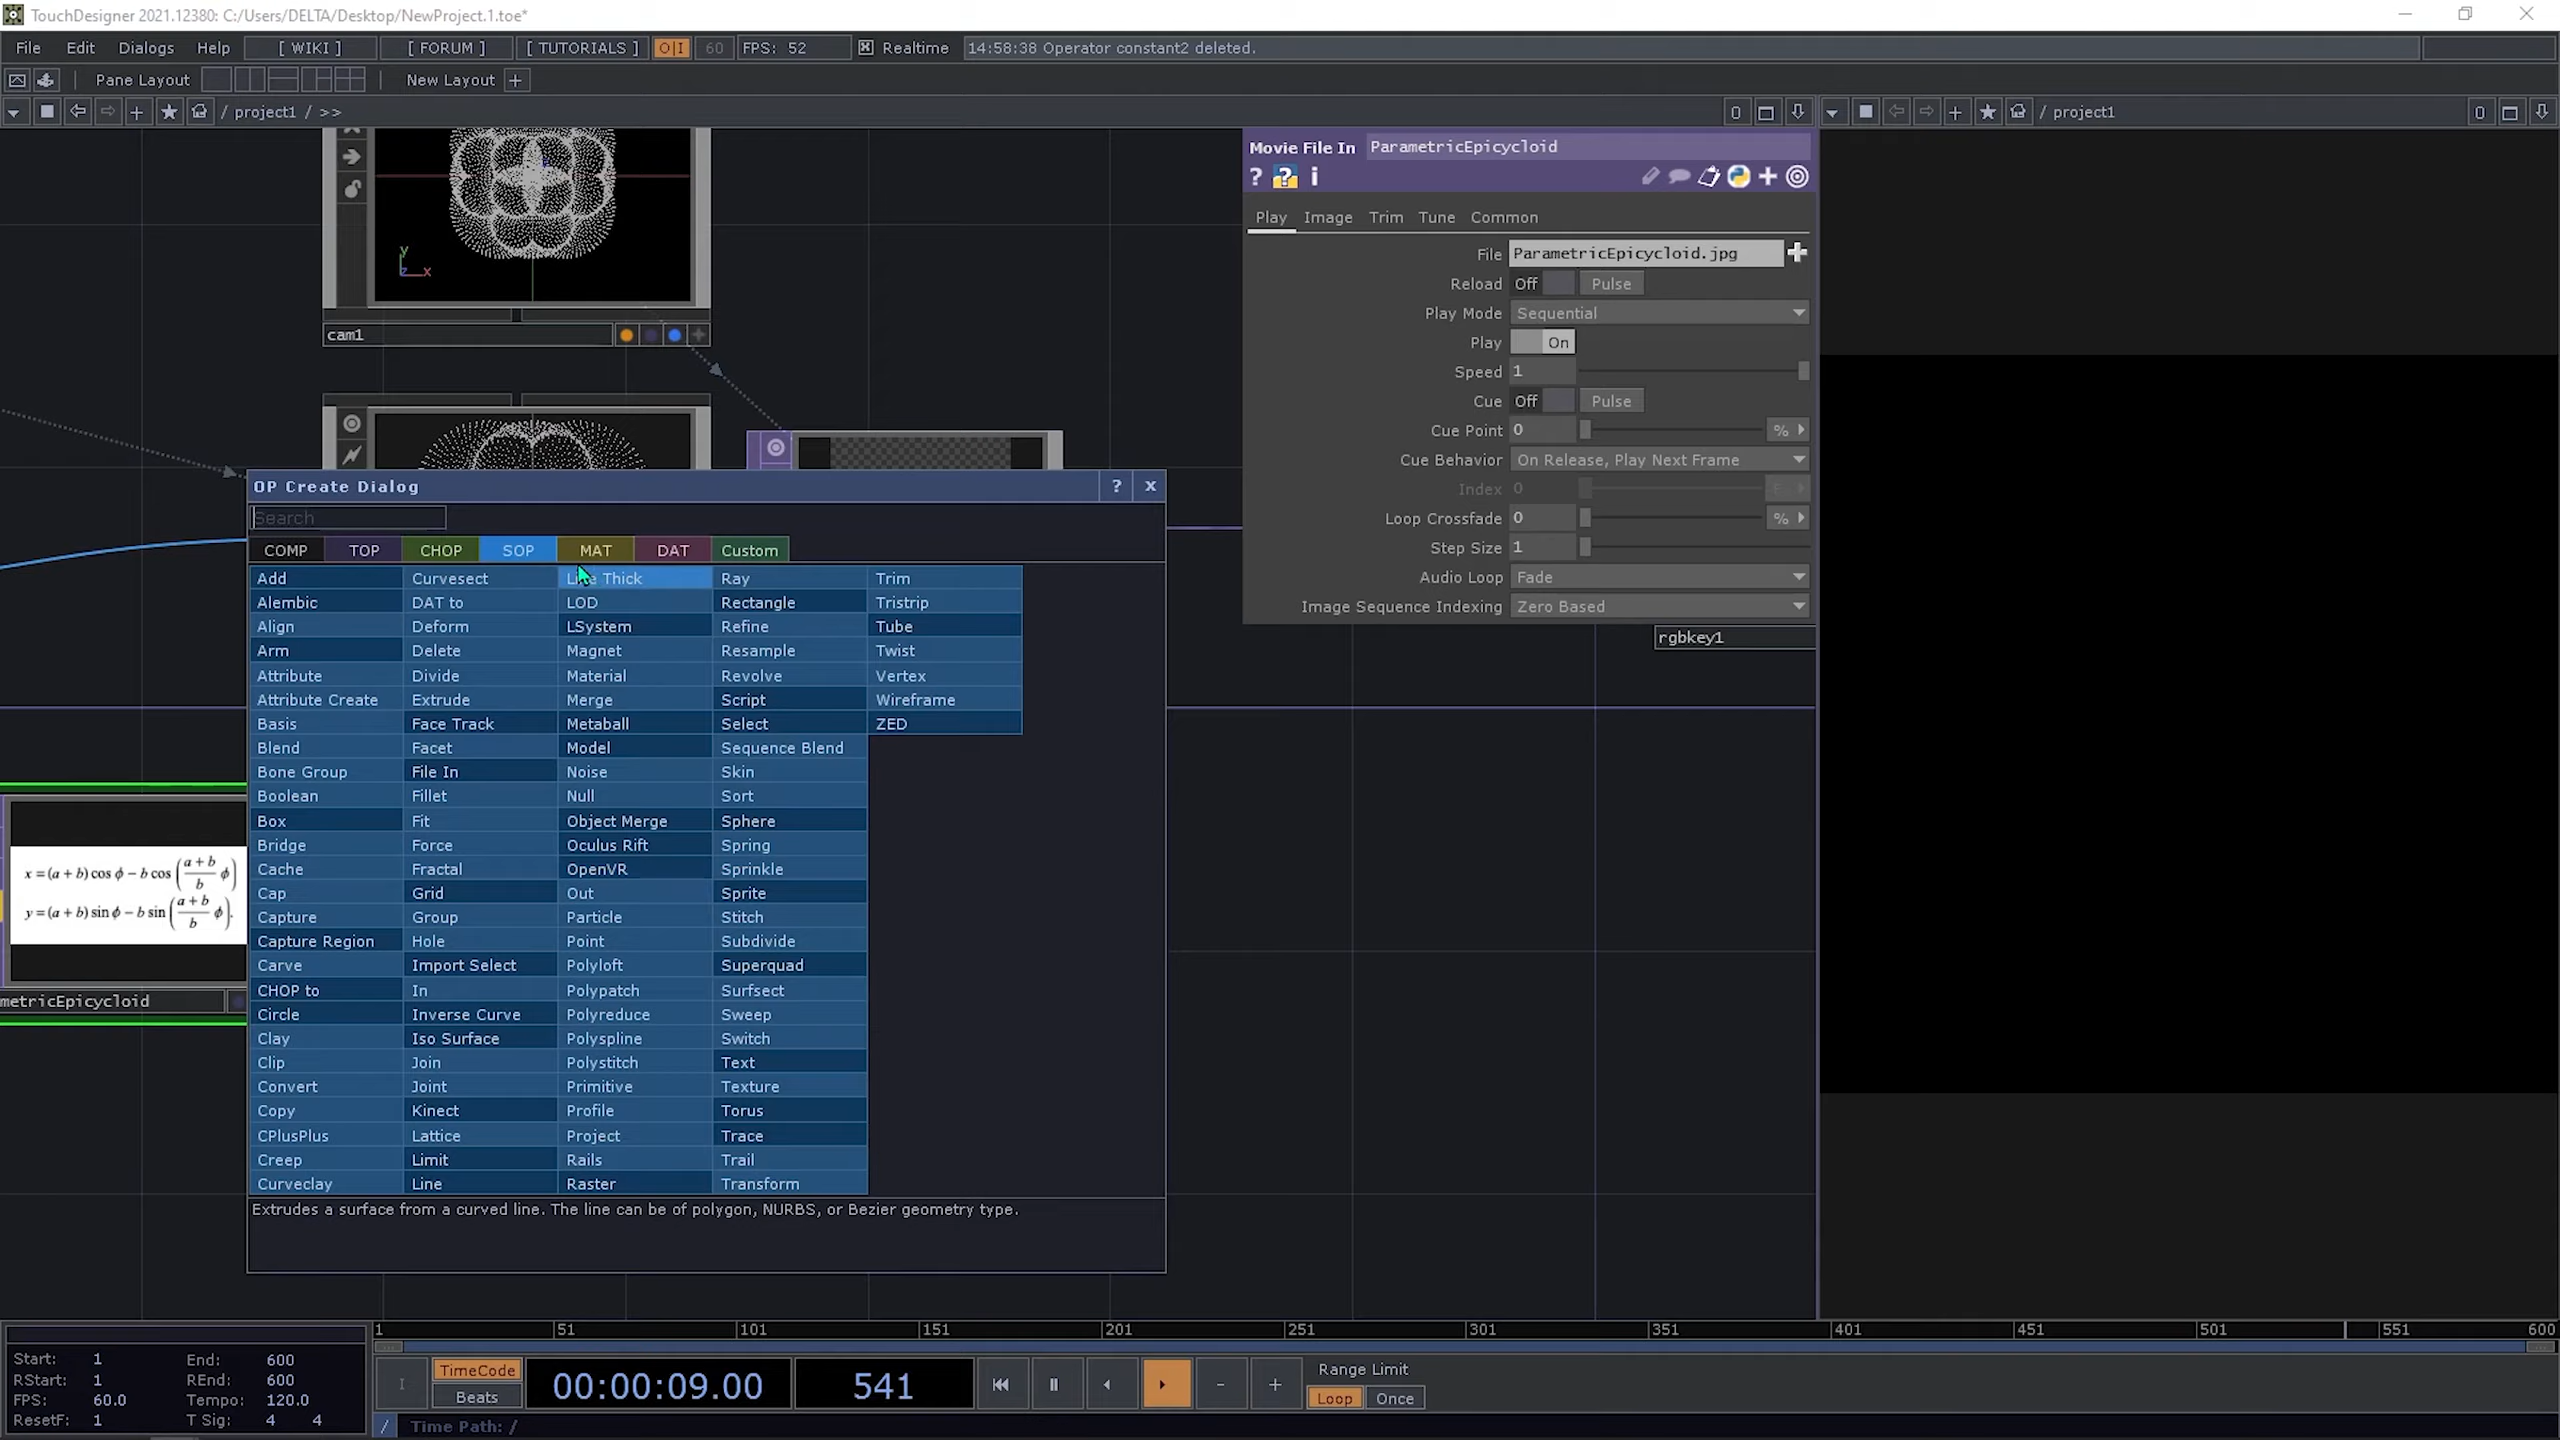 TouchDesigner 2021.12380: C:/Users/DELTA/Desktop/NewProject.1.toe*
File Edit Dialogs Help [ WIKI ] [ FORUM ] [ TUTORIALS ] O|I 60 FPS: 52 Realtime 14:58:38 Operator constant2 deleted.
Pane Layout New Layout +
/ project1 / >> 0
/ project1 0
Movie File In ParametricEpicycloid
? ? i
Play Image Trim Tune Common
File ParametricEpicycloid.jpg
Reload Off Pulse
Play Mode Sequential
Play On
Speed 1
Cue Off Pulse
Cue Point 0 %
Cue Behavior On Release, Play Next Frame
Index 0
Loop Crossfade 0 %
Step Size 1
Audio Loop Fade
Image Sequence Indexing Zero Based
rgbkey1
y
x
cam1
OP Create Dialog ? x
Search
COMP TOP CHOP SOP MAT DAT Custom
Add Curvesect Line Thick Ray Trim
Alembic DAT to LOD Rectangle Tristrip
Align Deform LSystem Refine Tube
Arm Delete Magnet Resample Twist
Attribute Divide Material Revolve Vertex
Attribute Create Extrude Merge Script Wireframe
Basis Face Track Metaball Select ZED
Blend Facet Model Sequence Blend
Bone Group File In Noise Skin
Boolean Fillet Null Sort
Box Fit Object Merge Sphere
Bridge Force Oculus Rift Spring
Cache Fractal OpenVR Sprinkle
Cap Grid Out Sprite
Capture Group Particle Stitch
Capture Region Hole Point Subdivide
Carve Import Select Polyloft Superquad
CHOP to In Polypatch Surfsect
Circle Inverse Curve Polyreduce Sweep
Clay Iso Surface Polyspline Switch
Clip Join Polystitch Text
Convert Joint Primitive Texture
Copy Kinect Profile Torus
CPlusPlus Lattice Project Trace
Creep Limit Rails Trail
Curveclay Line Raster Transform
Extrudes a surface from a curved line. The line can be of polygon, NURBS, or Bezier geometry type.
x = (a + b) cos ϕ − b cos ( a + b / b ϕ )
y = (a + b) sin ϕ − b sin ( a + b / b ϕ ).
metricEpicycloid
1 51 101 151 201 251 301 351 401 451 501 551 600
Start: 1 End: 600
RStart: 1 REnd: 600
FPS: 60.0 Tempo: 120.0
ResetF: 1 T Sig: 4 4
I TimeCode Beats 00:00:09.00 541 - + Range Limit
Loop Once
/ Time Path: /